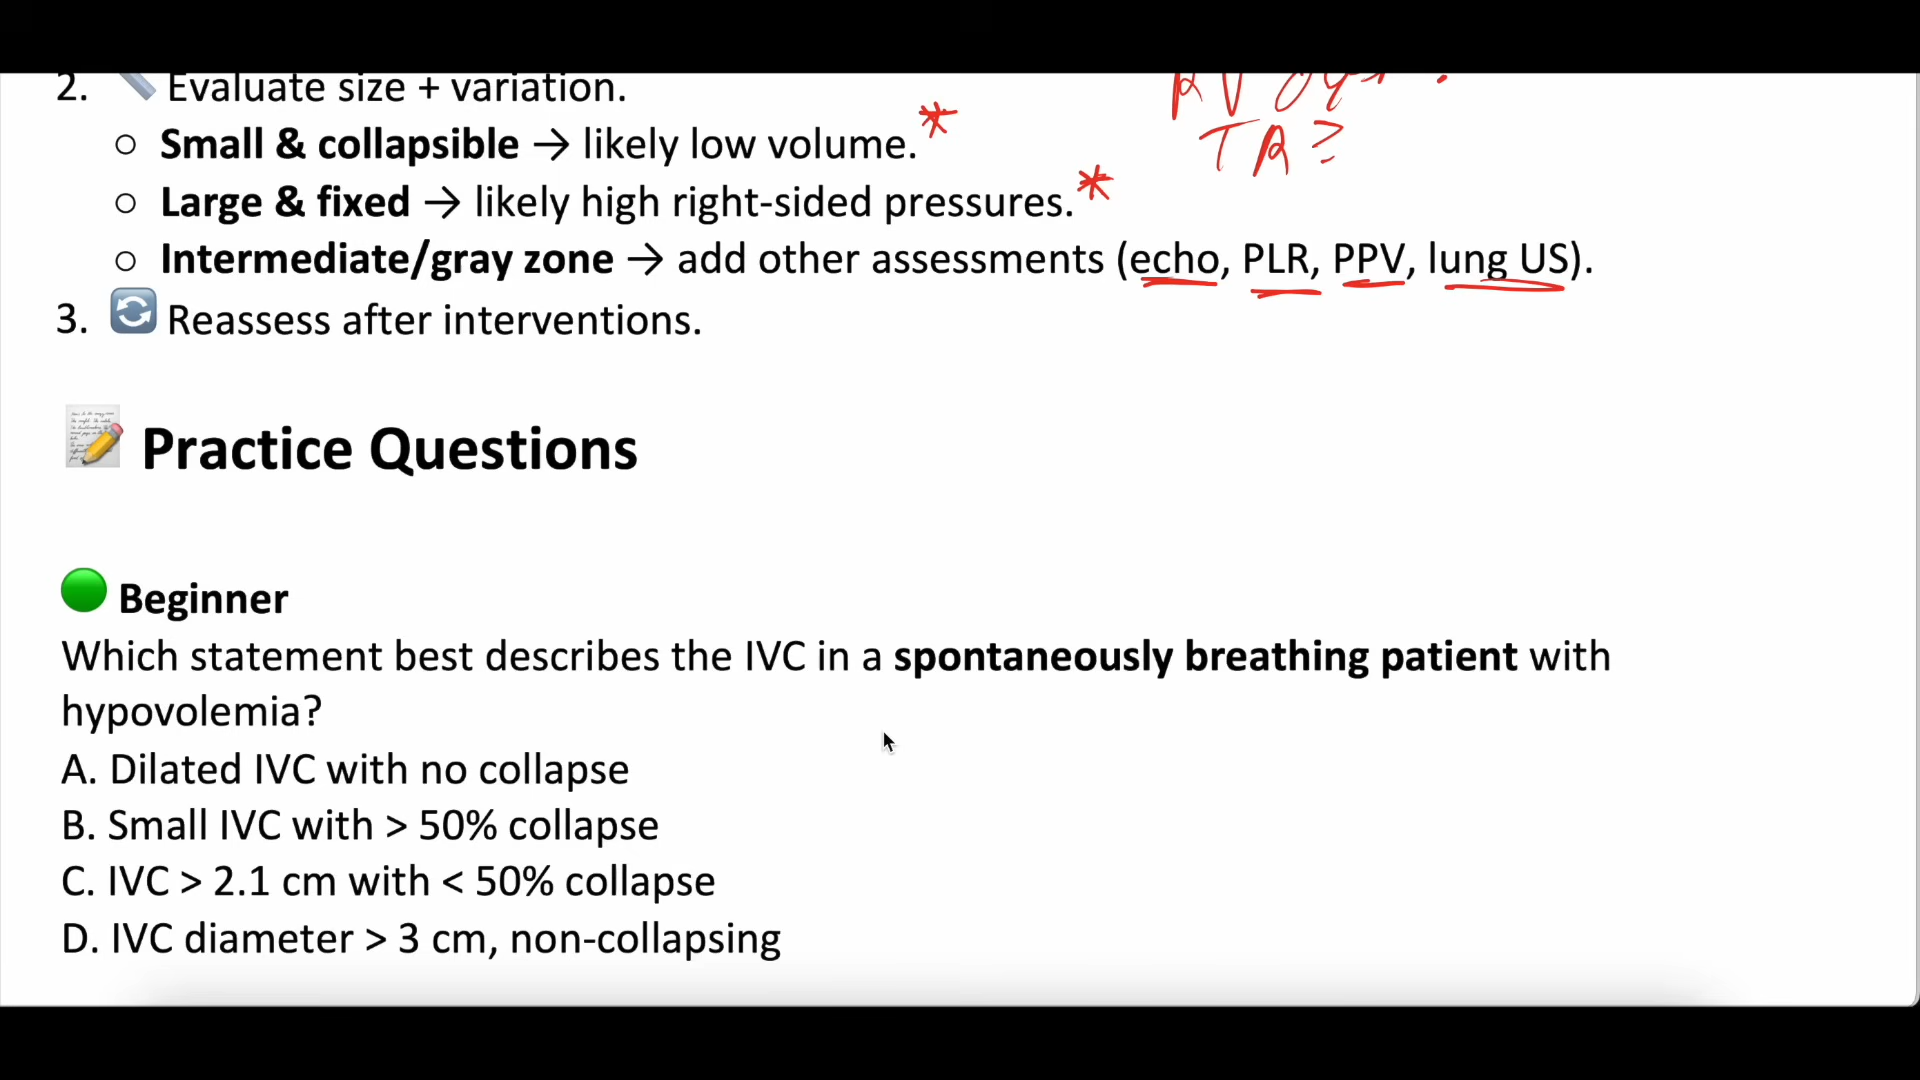 2. Evaluate size + variation.
○ Small & collapsible → likely low volume. *
TR?
○ Large & fixed → likely high right-sided pressures. *
○ Intermediate/gray zone → add other assessments (echo, PLR, PPV, lung US).
3. Reassess after interventions.
Practice Questions
Beginner
Which statement best describes the IVC in a spontaneously breathing patient with
hypovolemia?
A. Dilated IVC with no collapse
B. Small IVC with > 50% collapse
C. IVC > 2.1 cm with < 50% collapse
D. IVC diameter > 3 cm, non-collapsing